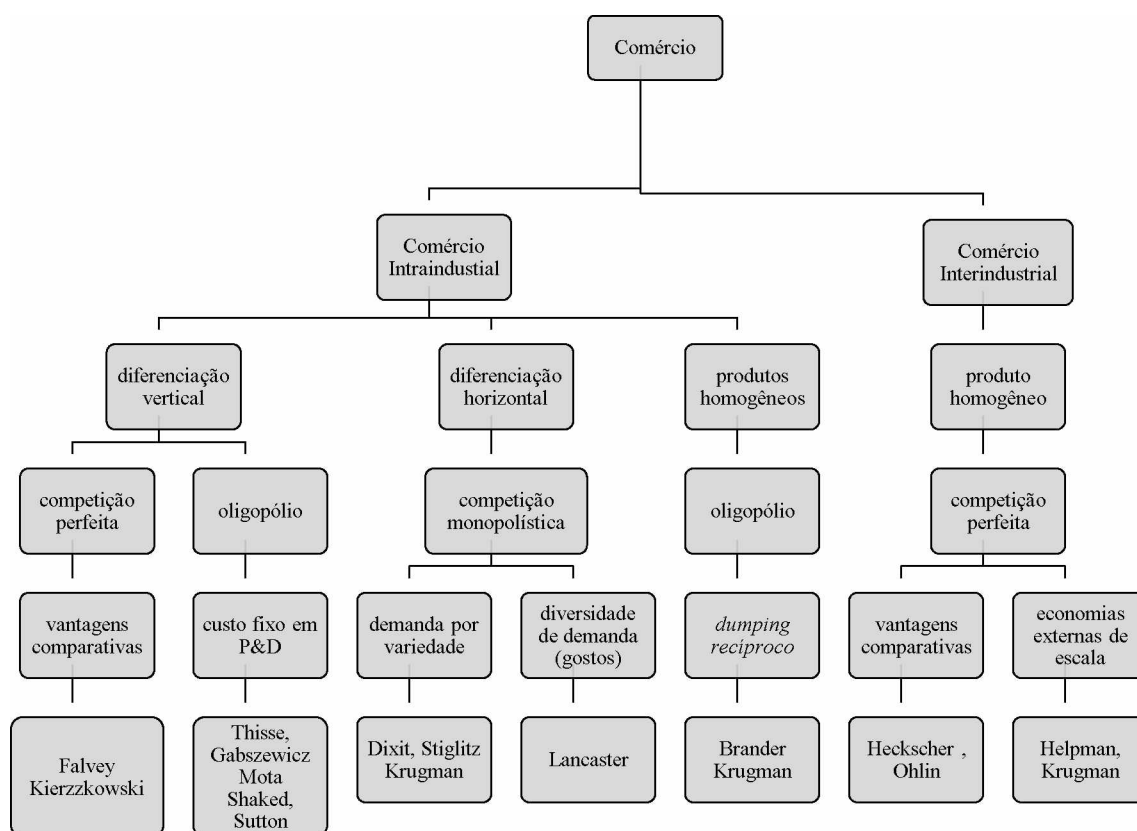 Comércio
Comércio
Intraindustial
Comércio
Interindustrial
diferenciação
vertical
diferenciação
horizontal
produtos
homogêneos
produto
homogêneo
competição
perfeita
oligopólio
competição
monopolística
oligopólio
competição
perfeita
vantagens
comparativas
custo fixo em
P&D
demanda por
variedade
diversidade
de demanda
(gostos)
dumping
recíproco
vantagens
comparativas
economias
externas de
escala
Falvey
Kierzzkowski
Thisse,
Gabszewicz
Mota
Shaked,
Sutton
Dixit, Stiglitz
Krugman
Lancaster
Brander
Krugman
Heckscher ,
Ohlin
Helpman,
Krugman